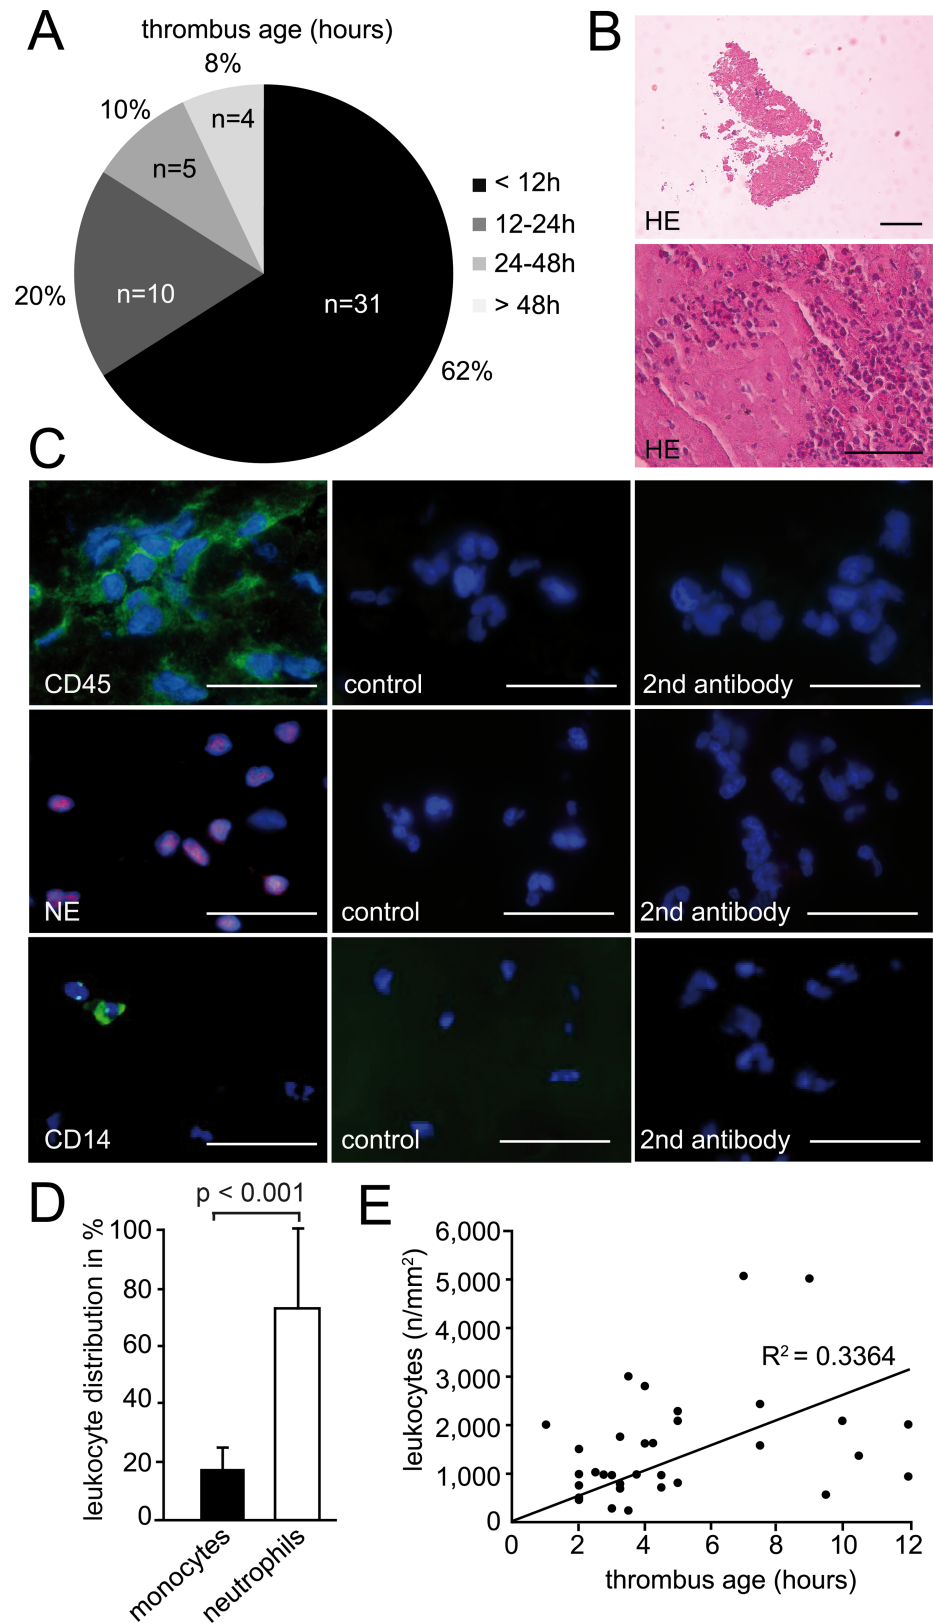 A
thrombus age (hours)
8%
10%
n=4
n=5
20%
n=10
n=31
62%
< 12h
12-24h
24-48h
> 48h
B
HE
HE
C
CD45
control
2nd antibody
NE
control
2nd antibody
CD14
control
2nd antibody
D
p < 0.001
leukocyte distribution in %
100
80
60
40
20
0
monocytes
neutrophils
E
leukocytes (n/mm²)
6,000
5,000
4,000
3,000
2,000
1,000
0
R² = 0.3364
0 2 4 6 8 10 12
thrombus age (hours)